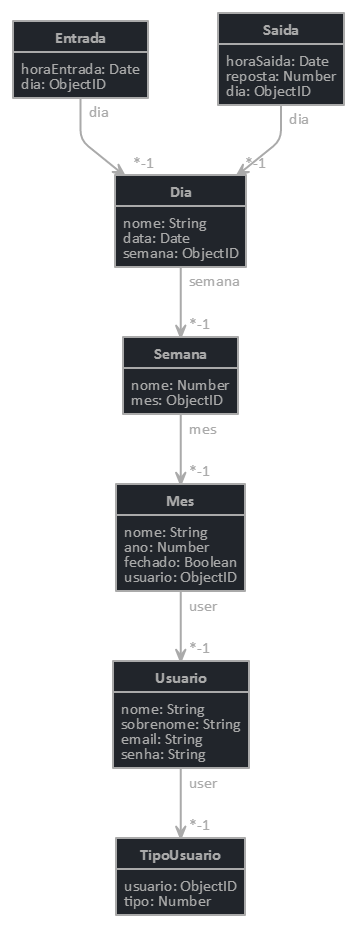 Entrada
horaEntrada: Date
dia: ObjectID
Saida
horaSaida: Date
reposta: Number
dia: ObjectID
dia
dia
*-1
*-1
Dia
nome: String
data: Date
semana: ObjectID
semana
*-1
Semana
nome: Number
mes: ObjectID
mes
*-1
Mes
nome: String
ano: Number
fechado: Boolean
usuario: ObjectID
user
*-1
Usuario
nome: String
sobrenome: String
email: String
senha: String
user
*-1
TipoUsuario
usuario: ObjectID
tipo: Number